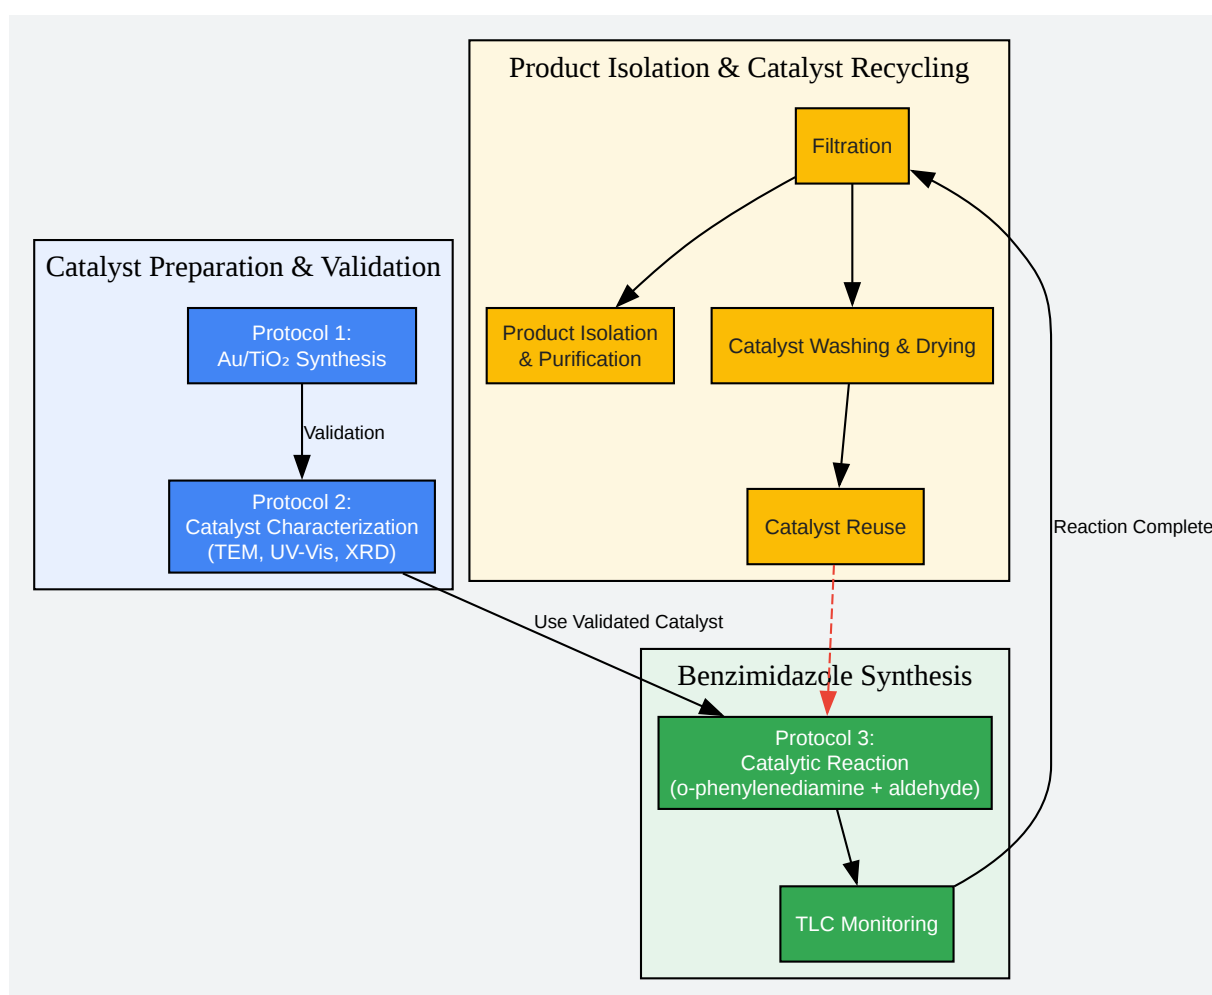 Product Isolation & Catalyst Recycling
Filtration
Product Isolation
& Purification
Catalyst Washing & Drying
Catalyst Reuse
Catalyst Preparation & Validation
Protocol 1:
Au/TiO₂ Synthesis
Validation
Protocol 2:
Catalyst Characterization
(TEM, UV-Vis, XRD)
Use Validated Catalyst
Reaction Complete
Benzimidazole Synthesis
Protocol 3:
Catalytic Reaction
(o-phenylenediamine + aldehyde)
TLC Monitoring